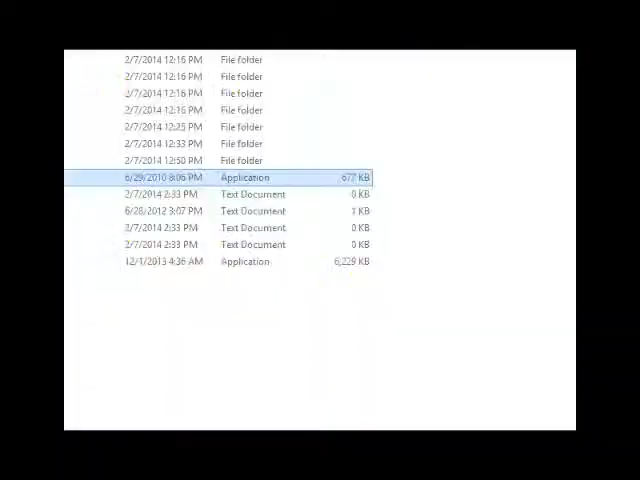 2/7/2014 12:16 PM File folder
2/7/2014 12:16 PM File folder
2/7/2014 12:16 PM File folder
2/7/2014 12:16 PM File folder
2/7/2014 12:25 PM File folder
2/7/2014 12:33 PM File folder
2/7/2014 12:50 PM File folder
6/29/2010 8:06 PM Application 677 KB
2/7/2014 2:33 PM Text Document 0 KB
6/28/2012 3:07 PM Text Document 1 KB
2/7/2014 2:33 PM Text Document 0 KB
2/7/2014 2:33 PM Text Document 0 KB
12/1/2013 4:36 AM Application 6,229 KB